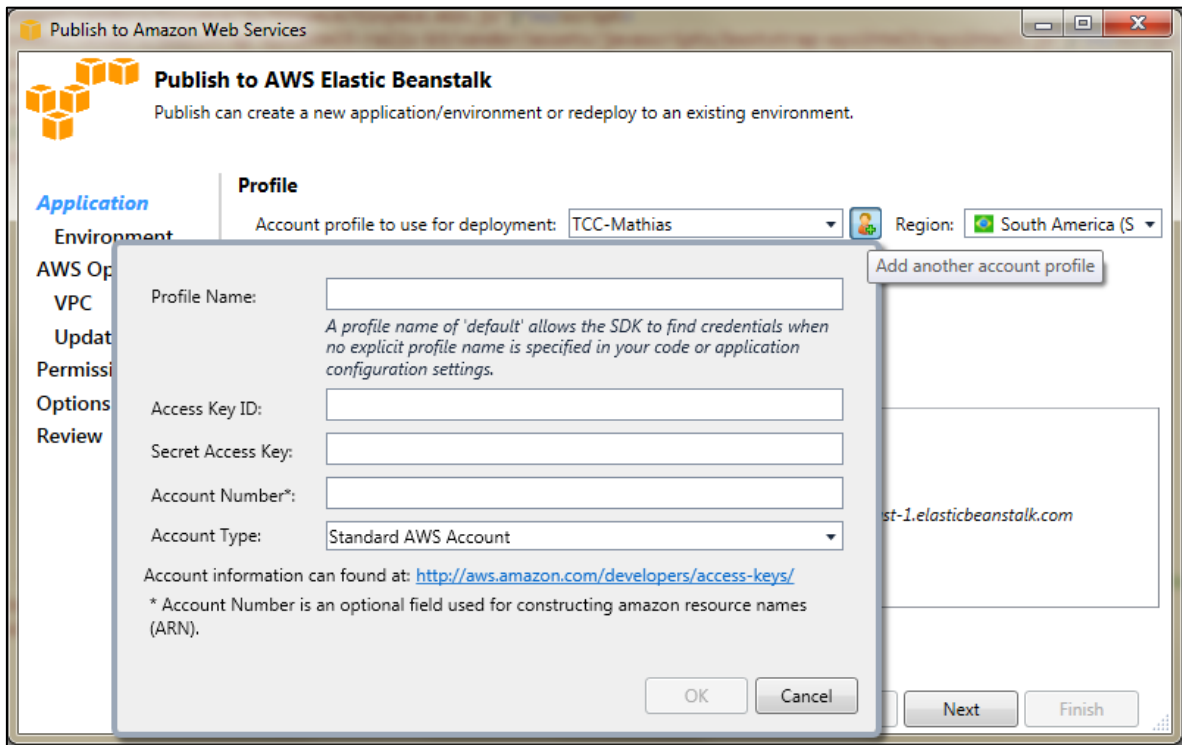 Publish to Amazon Web Services
Publish to AWS Elastic Beanstalk
Publish can create a new application/environment or redeploy to an existing environment.
Application
Environment
AWS Op
VPC
Updat
Permissi
Options
Review
Profile
Account profile to use for deployment: TCC-Mathias Region: South America (S
Add another account profile
Profile Name:
A profile name of 'default' allows the SDK to find credentials when
no explicit profile name is specified in your code or application
configuration settings.
Access Key ID:
Secret Access Key:
Account Number*:
Account Type: Standard AWS Account
Account information can found at: http://aws.amazon.com/developers/access-keys/
* Account Number is an optional field used for constructing amazon resource names
(ARN).
OK Cancel
st-1.elasticbeanstalk.com
Next Finish